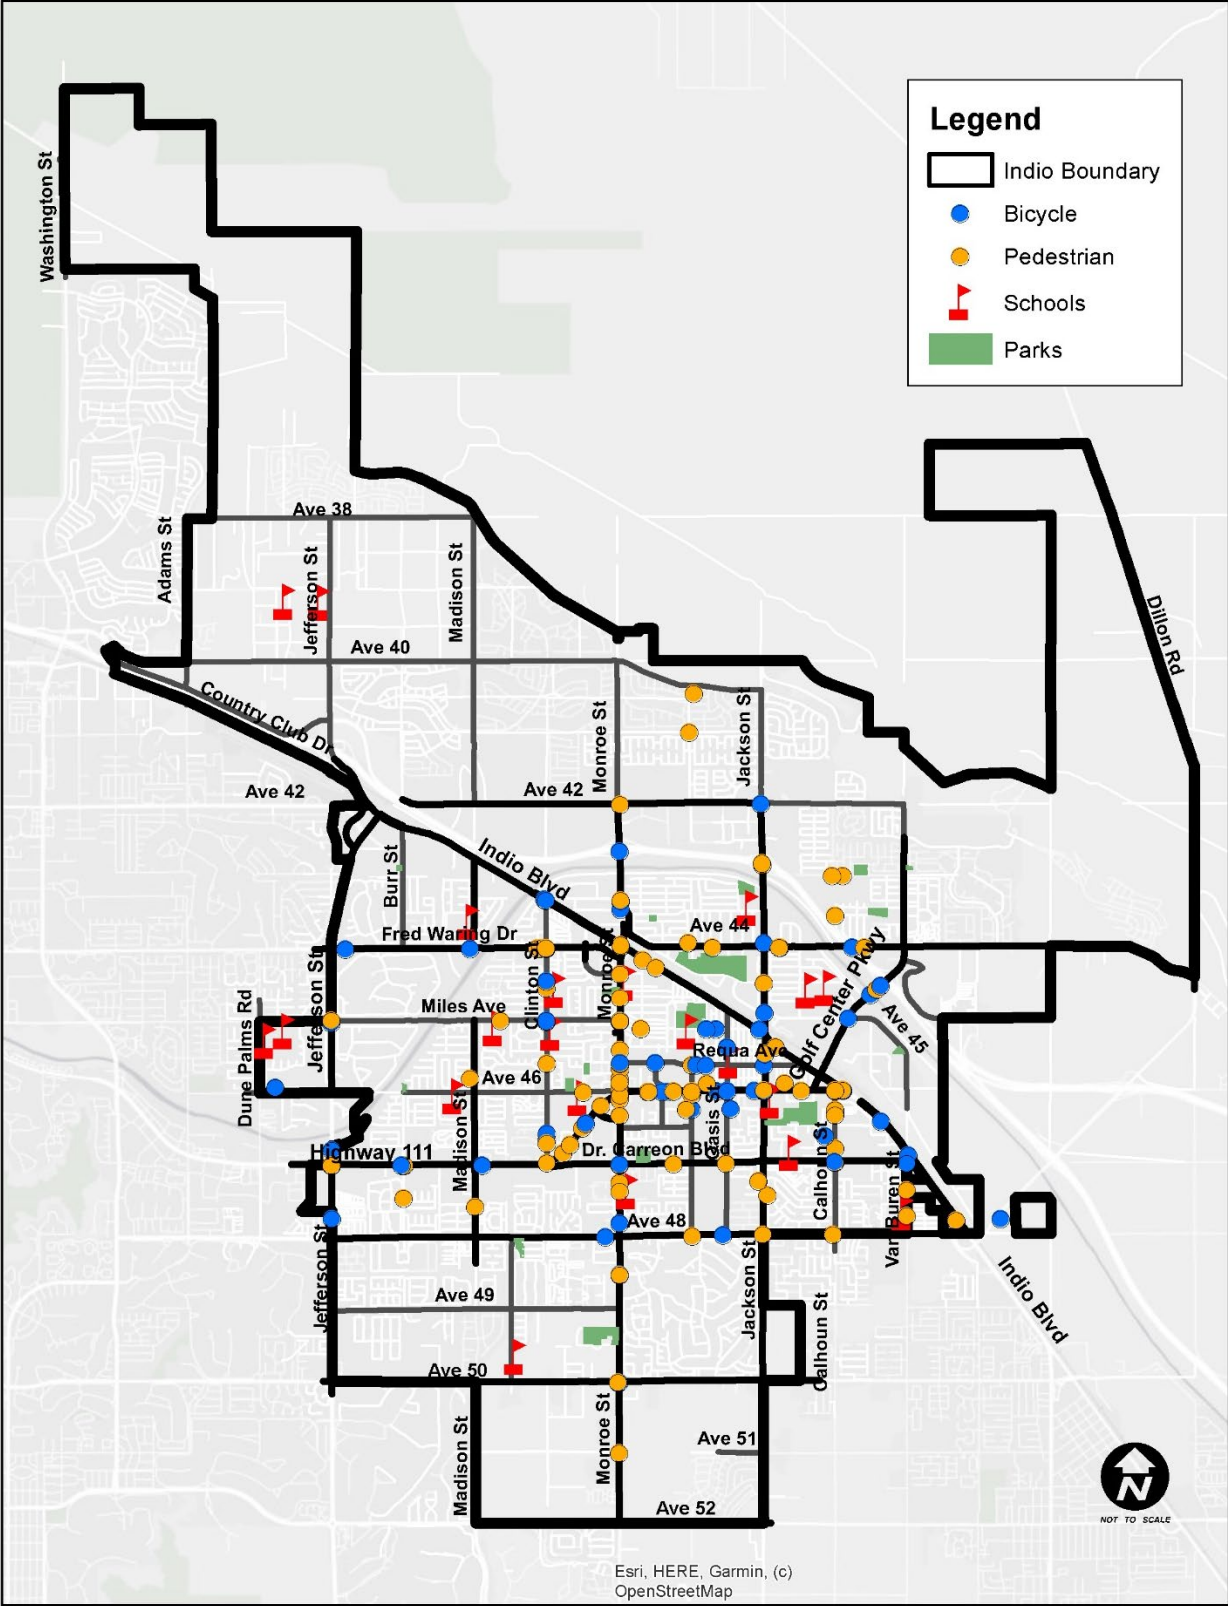 Legend
Indio Boundary
Bicycle
Pedestrian
Schools
Parks
Washington St
Ave 38
Adams St
Jefferson St
Madison St
Dillon Rd
Ave 40
Country Club Dr
Monroe St
Jackson St
Ave 42
Ave 42
Indio Blvd
Burr St
Ave 44
Fred Waring Dr
Clinton St
Monroe St
Golf Center Pkwy
Jefferson St
Dune Palms Rd
Miles Ave
Ave 45
Requa Ave
Ave 46
Madison St
Oasis St
Highway 111
Dr. Carreon Blvd
Calhoun St
Van Buren St
Ave 48
Jefferson St
Jackson St
Indio Blvd
Ave 49
Calhoun St
Ave 50
Madison St
Monroe St
Ave 51
Ave 52
N
NOT TO SCALE
Esri, HERE, Garmin, (c)
OpenStreetMap